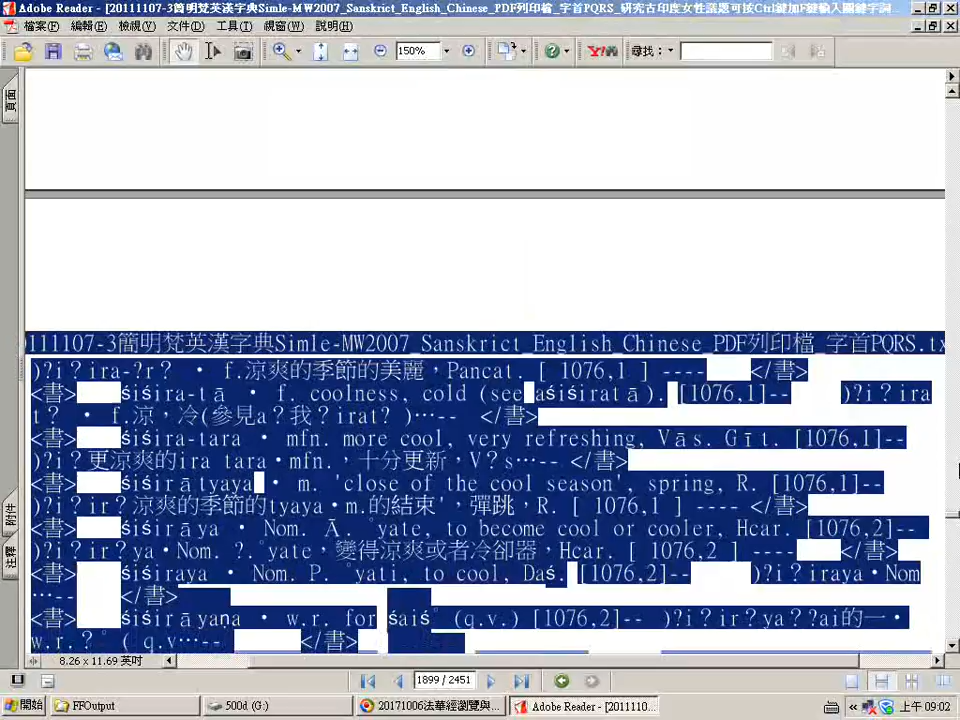 Adobe Reader - [20111107-3簡明梵英漢字典Simle-MW2007_Sanskrict_English_Chinese_PDF列印檔_字首PQRS_研究古印度女性議題可按Ctrl鍵加F鍵輸入關鍵字詞
檔案(F) 編輯(E) 檢視(V) 文件(D) 工具(T) 視窗(W) 說明(H)
150% ? Y! 尋找:
頁面
111107-3簡明梵英漢字典Simle-MW2007_Sanskrict_English_Chinese_PDF列印檔_字首PQRS.tx
)?i？ira-?r？ • f.涼爽的季節的美麗，Pancat. [ 1076,1 ] ---- </書>
<書> śiśira-tā • f. coolness, cold (see aśiśiratā). [1076,1]-- )?i？ira
t？ • f.涼，冷(參見a？我？irat? )…-- </書>
<書> śiśira-tara • mfn. more cool, very refreshing, Vās. Gīt. [1076,1]--
)?i？更涼爽的ira tara•mfn.，十分更新，V？s…-- </書>
<書> śiśirātyaya • m. 'close of the cool season', spring, R. [1076,1]--
)?i？ir？涼爽的季節的tyaya•m.的結束'，彈跳，R. [ 1076,1 ] ---- </書>
<書> śiśirāya • Nom. Ā. °yate, to become cool or cooler, Hcar. [1076,2]--
)?i？ir？ya•Nom. ?.°yate，變得涼爽或者冷卻器，Hcar. [ 1076,2 ] ---- </書>
<書> śiśiraya • Nom. P. °yati, to cool, Daś. [1076,2]-- )?i？iraya•Nom
…-- </書>
<書> śiśirāyaṇa • w.r. for śaiś° (q.v.) [1076,2]-- )?i？ir？ya？?ai的一•
w.r.？° ( q.v…-- </書>
附件
注釋
8.26 x 11.69 英吋 1899 / 2451
開始 FFOutput 500d (G:) 20171006法華經瀏覽與... Adobe Reader - [2011110... « 上午 09:02